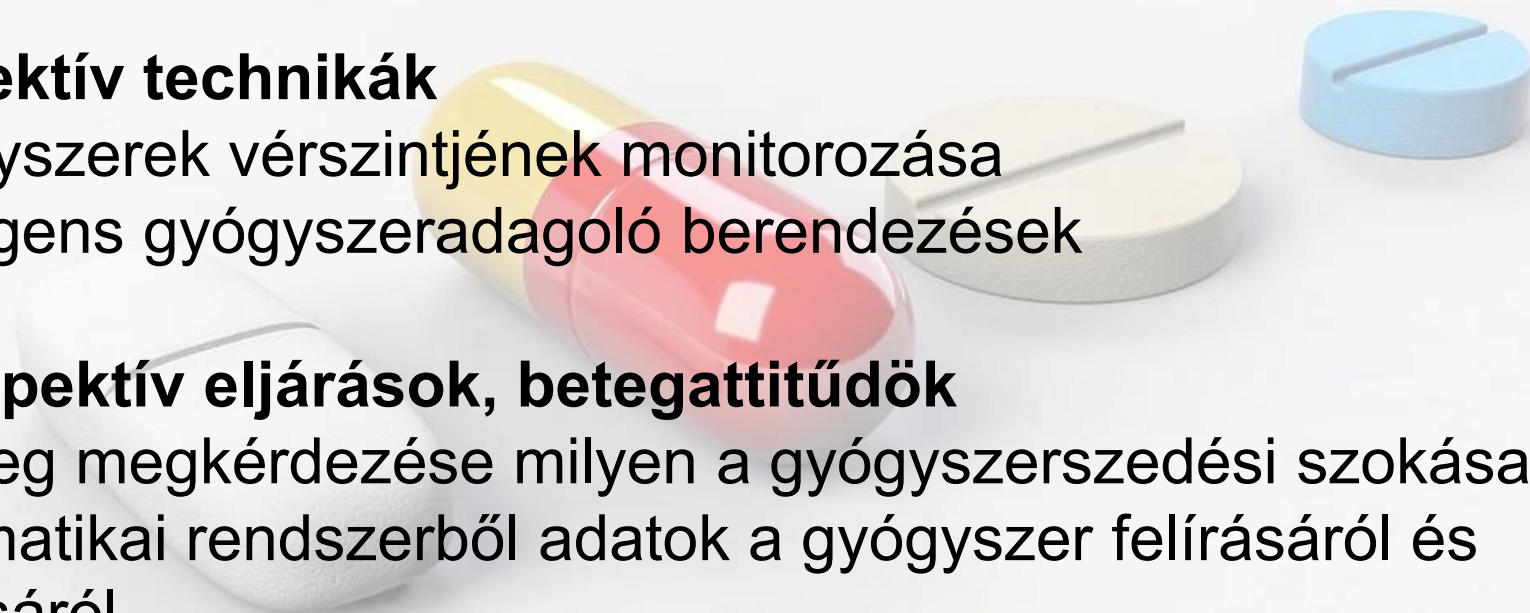 ektív technikák
yszerek vérszintjének monitorozása
gens gyógyszeradagoló berendezések
pektív eljárások, betegattitűdök
eg megkérdezése milyen a gyógyszerszedési szokása
natikai rendszerből adatok a gyógyszer felírásáról és
sáról